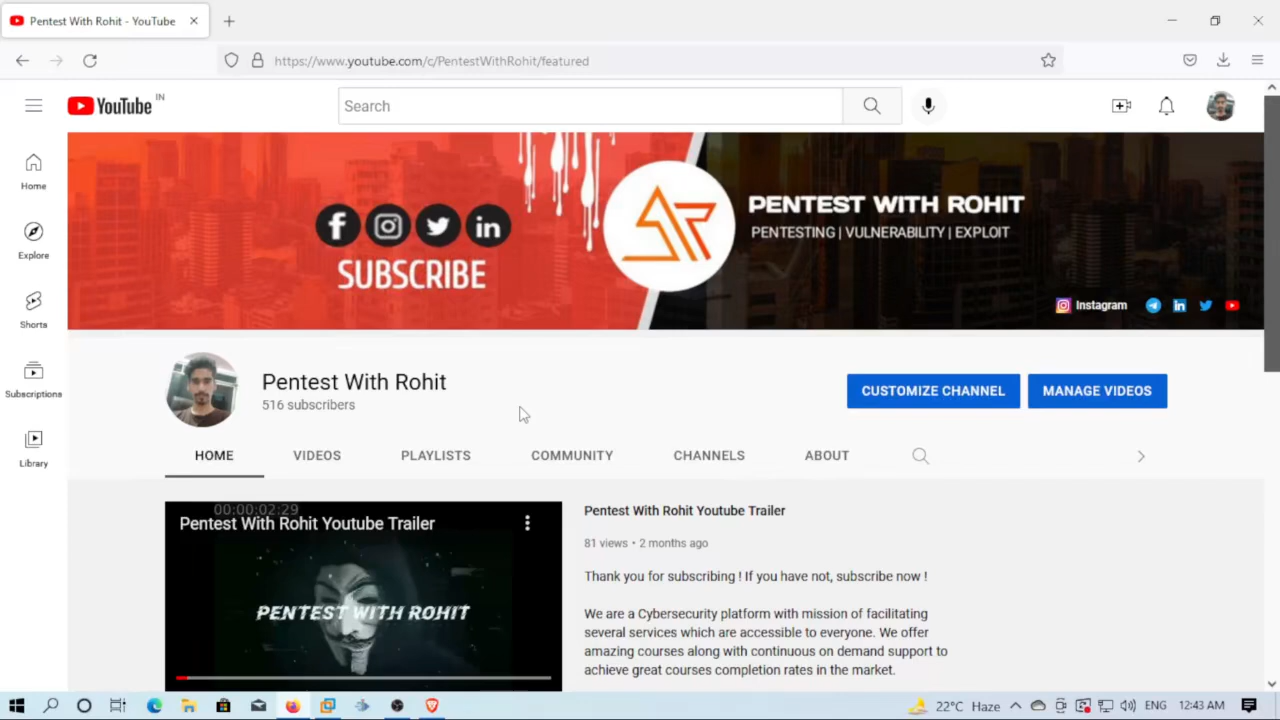 Pentest With Rohit - YouTube
https://www.youtube.com/c/PentestWithRohit/featured
YouTube IN
Search
Home
Explore
Shorts
Subscriptions
Library
SUBSCRIBE
PENTEST WITH ROHIT
PENTESTING | VULNERABILITY | EXPLOIT
Instagram
Pentest With Rohit
516 subscribers
CUSTOMIZE CHANNEL
MANAGE VIDEOS
HOME VIDEOS PLAYLISTS COMMUNITY CHANNELS ABOUT
00:00:02:29
Pentest With Rohit Youtube Trailer
PENTEST WITH ROHIT
Pentest With Rohit Youtube Trailer
81 views • 2 months ago
Thank you for subscribing ! If you have not, subscribe now !
We are a Cybersecurity platform with mission of facilitating
several services which are accessible to everyone. We offer
amazing courses along with continuous on demand support to
achieve great courses completion rates in the market.
22°C Haze ENG 12:43 AM